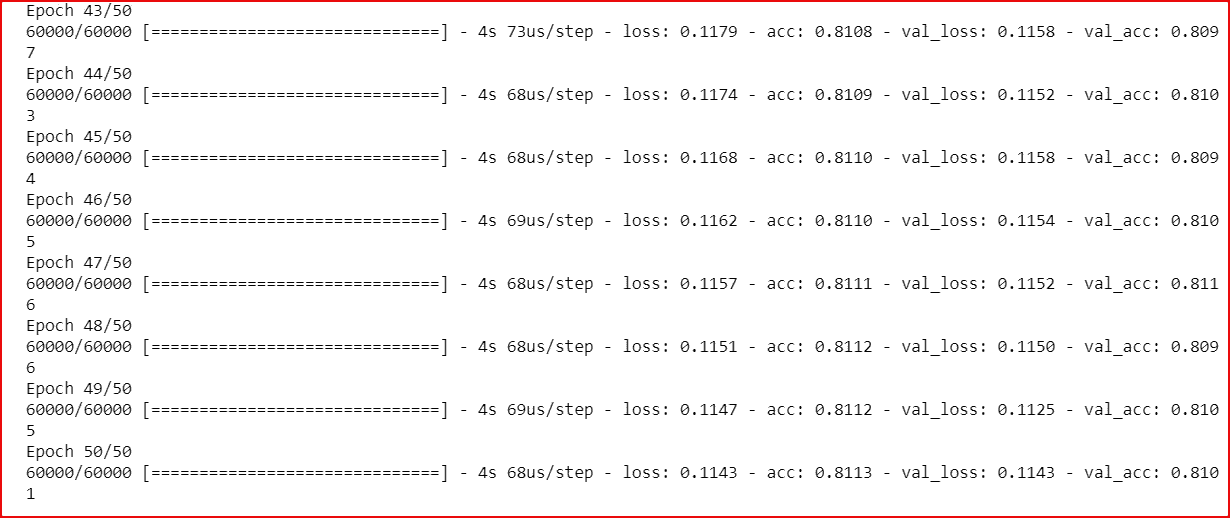 Epoch 43/50
60000/60000 [==============================] - 4s 73us/step - loss: 0.1179 - acc: 0.8108 - val_loss: 0.1158 - val_acc: 0.809
7
Epoch 44/50
60000/60000 [==============================] - 4s 68us/step - loss: 0.1174 - acc: 0.8109 - val_loss: 0.1152 - val_acc: 0.810
3
Epoch 45/50
60000/60000 [==============================] - 4s 68us/step - loss: 0.1168 - acc: 0.8110 - val_loss: 0.1158 - val_acc: 0.809
4
Epoch 46/50
60000/60000 [==============================] - 4s 69us/step - loss: 0.1162 - acc: 0.8110 - val_loss: 0.1154 - val_acc: 0.810
5
Epoch 47/50
60000/60000 [==============================] - 4s 68us/step - loss: 0.1157 - acc: 0.8111 - val_loss: 0.1152 - val_acc: 0.811
6
Epoch 48/50
60000/60000 [==============================] - 4s 68us/step - loss: 0.1151 - acc: 0.8112 - val_loss: 0.1150 - val_acc: 0.809
6
Epoch 49/50
60000/60000 [==============================] - 4s 69us/step - loss: 0.1147 - acc: 0.8112 - val_loss: 0.1125 - val_acc: 0.810
5
Epoch 50/50
60000/60000 [==============================] - 4s 68us/step - loss: 0.1143 - acc: 0.8113 - val_loss: 0.1143 - val_acc: 0.810
1